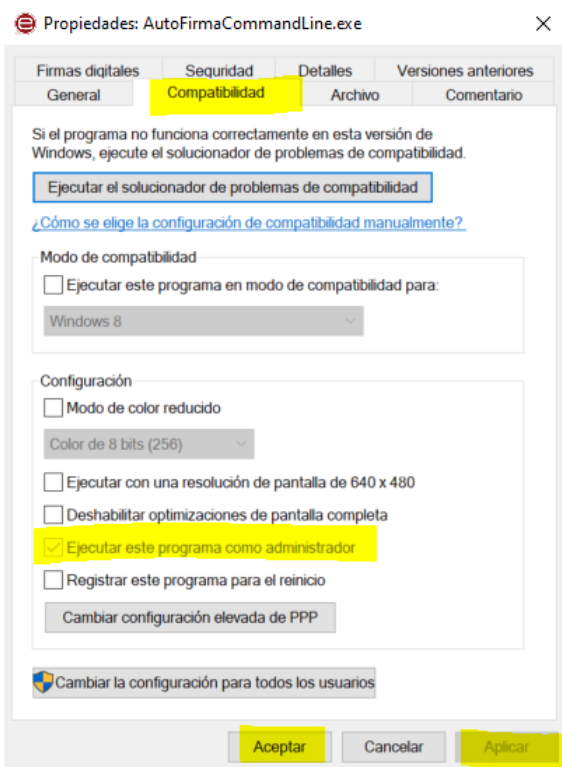 Propiedades: AutoFirmaCommandLine.exe
Firmas digitales Seguridad Detalles Versiones anteriores
General Compatibilidad Archivo Comentario
Si el programa no funciona correctamente en esta versión de
Windows, ejecute el solucionador de problemas de compatibilidad.
Ejecutar el solucionador de problemas de compatibilidad
¿Cómo se elige la configuración de compatibilidad manualmente?
Modo de compatibilidad
Ejecutar este programa en modo de compatibilidad para:
Windows 8
Configuración
Modo de color reducido
Color de 8 bits (256)
Ejecutar con una resolución de pantalla de 640 x 480
Deshabilitar optimizaciones de pantalla completa
Ejecutar este programa como administrador
Registrar este programa para el reinicio
Cambiar configuración elevada de PPP
Cambiar la configuración para todos los usuarios
Aceptar Cancelar Aplicar